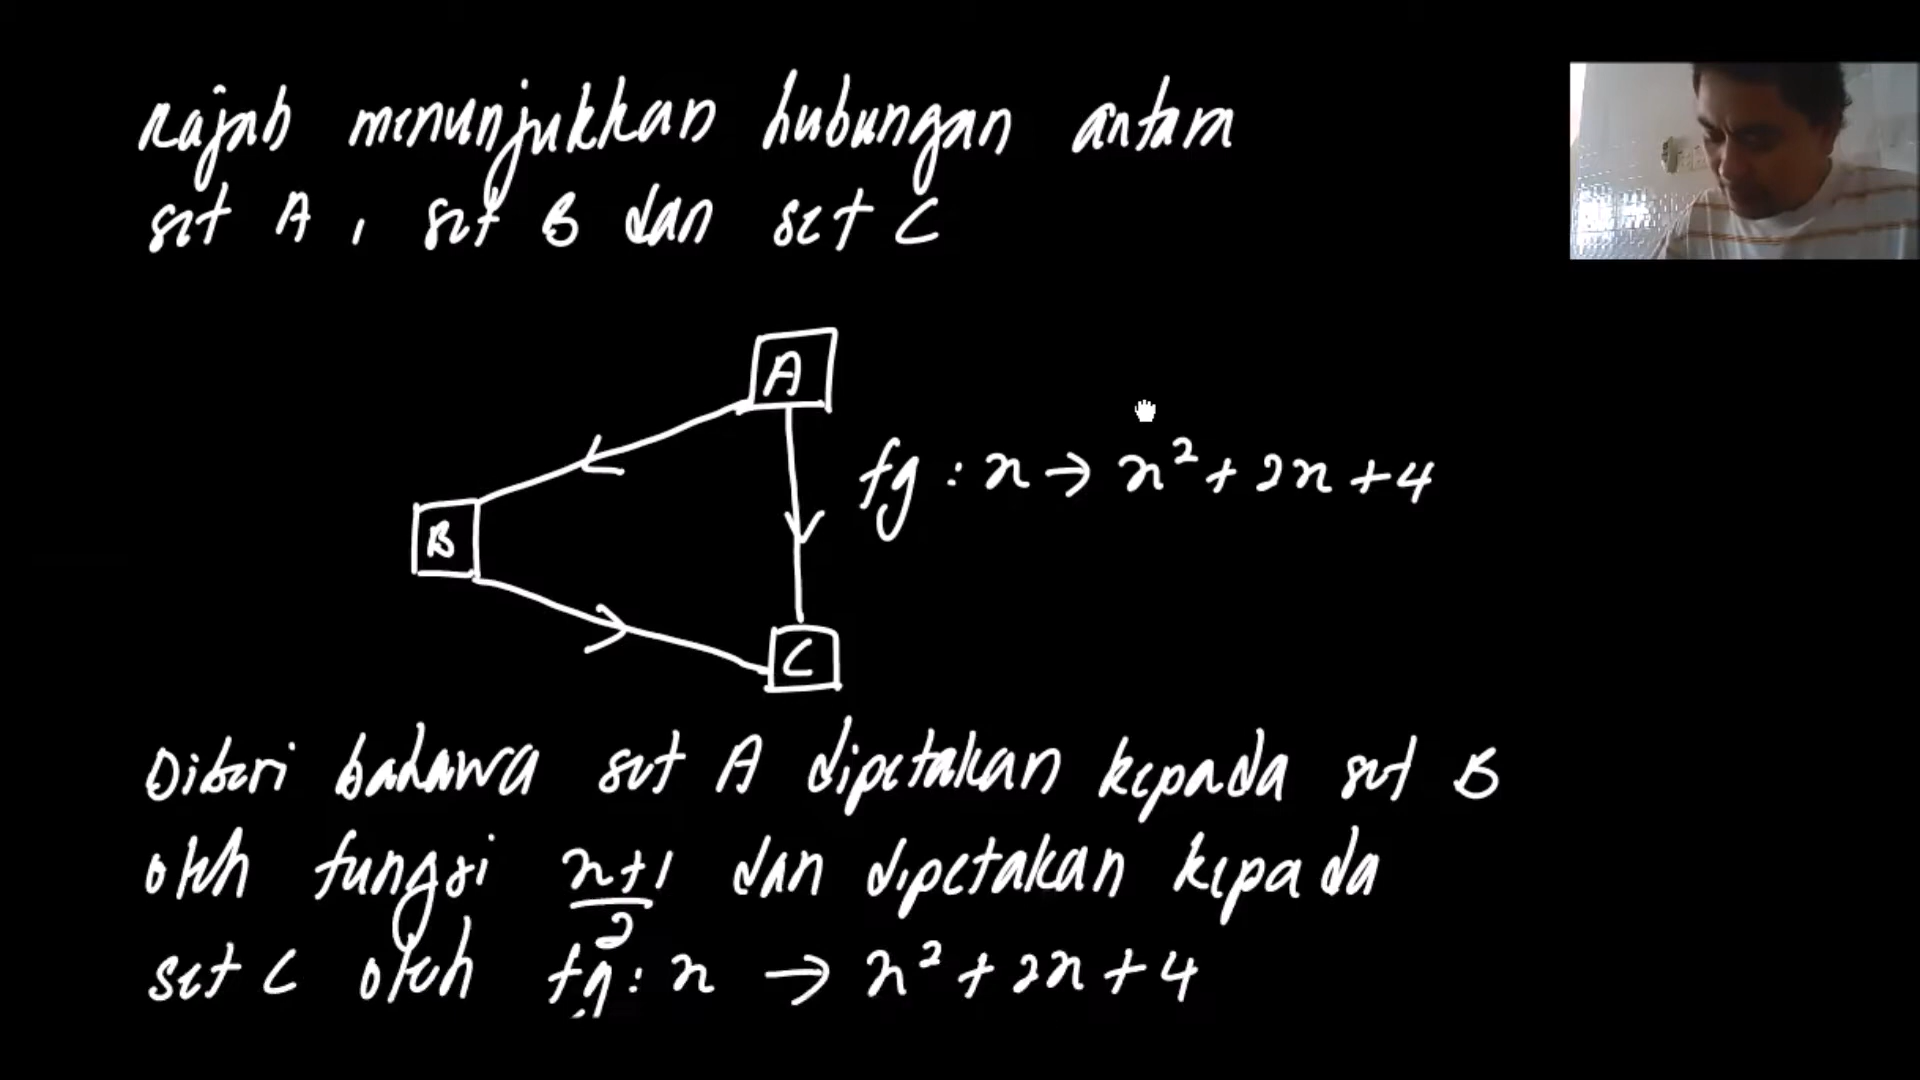 Rajah menunjukkan hubungan antara
set A, set B dan set C
A
fg : x → x² + 2x + 4
B
C
Diberi bahawa set A dipetakan kepada set B
oleh fungsi x+1/2 dan dipetakan kepada
set C oleh fg : x → x² + 2x + 4